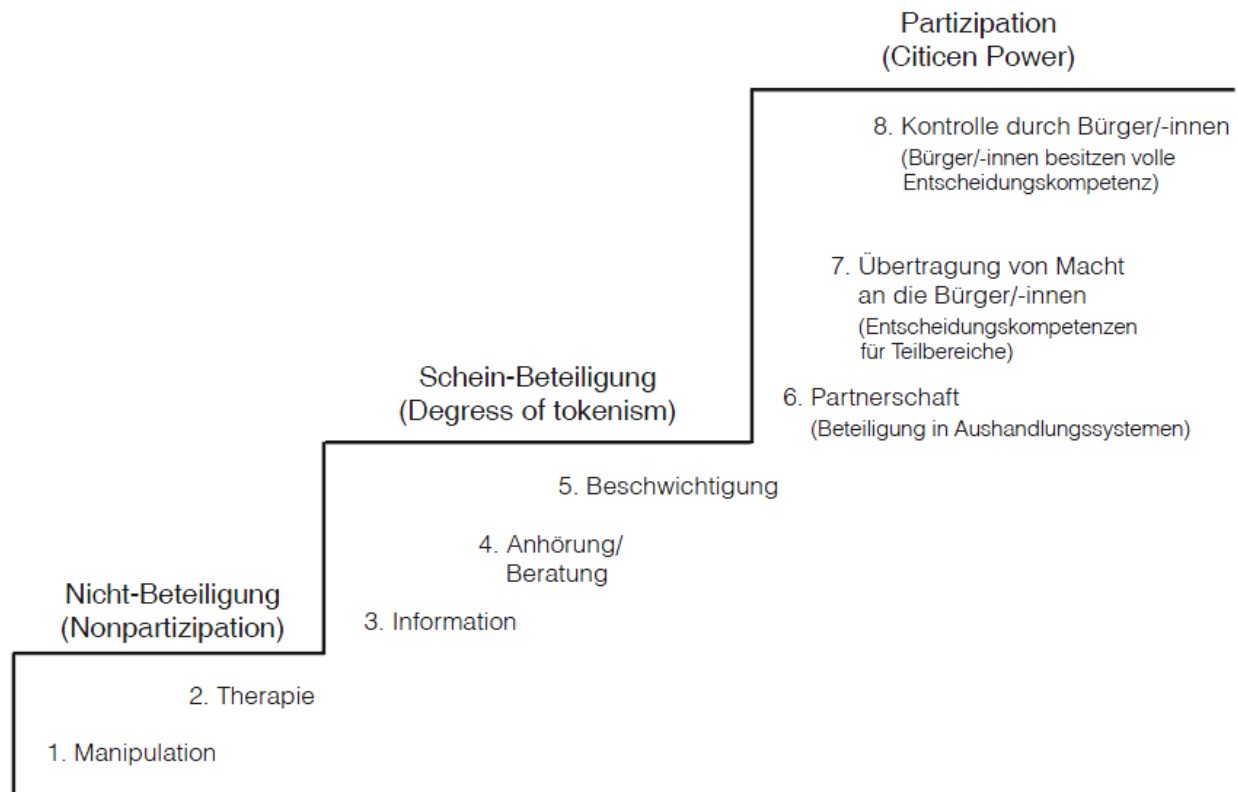 Partizipation
(Citicen Power)
8. Kontrolle durch Bürger/-innen
(Bürger/-innen besitzen volle
Entscheidungskompetenz)
7. Übertragung von Macht
an die Bürger/-innen
(Entscheidungskompetenzen
für Teilbereiche)
Schein-Beteiligung
(Degress of tokenism)
6. Partnerschaft
(Beteiligung in Aushandlungssystemen)
5. Beschwichtigung
4. Anhörung/
Beratung
Nicht-Beteiligung
(Nonpartizipation)
3. Information
2. Therapie
1. Manipulation